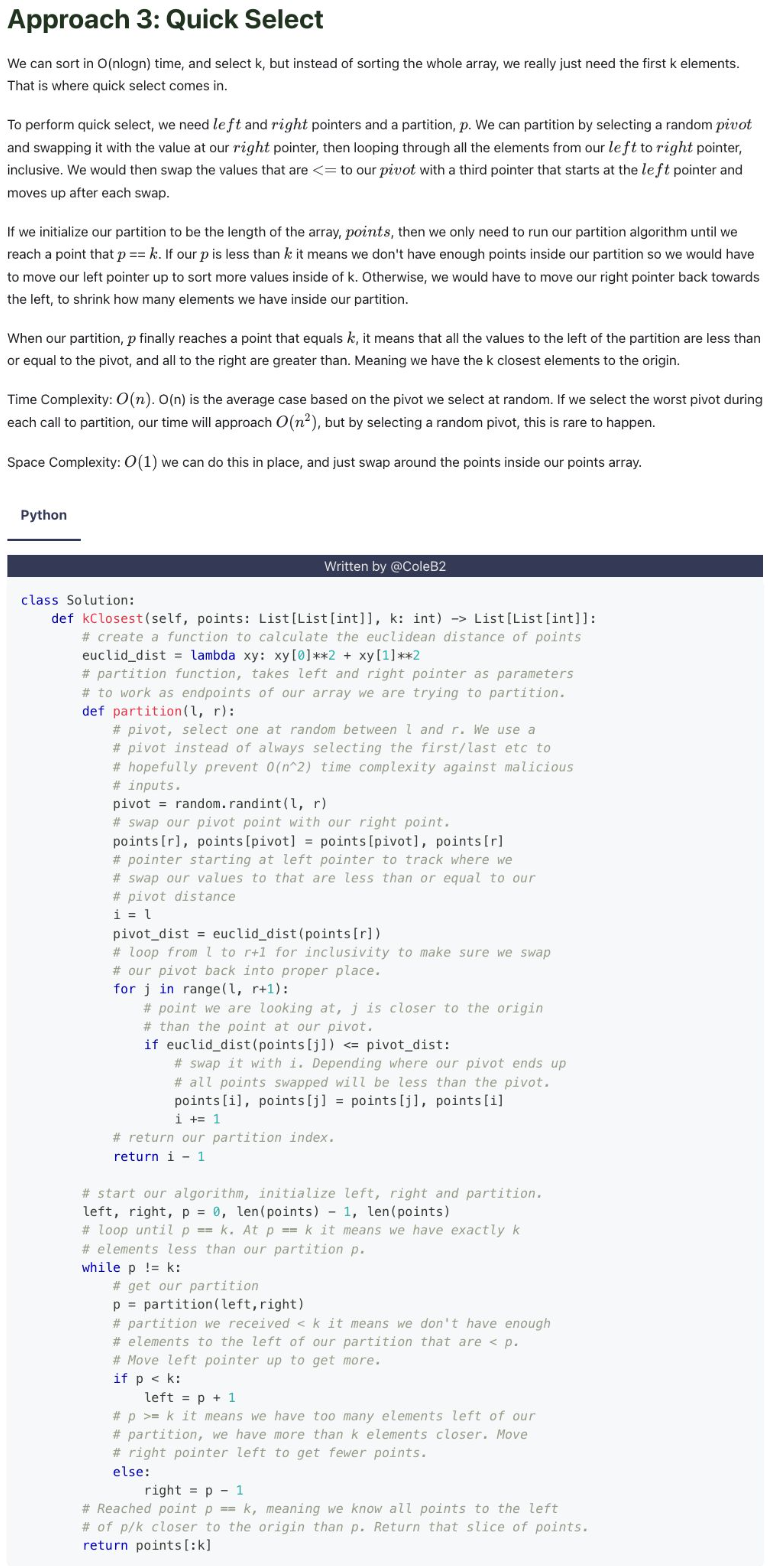 Approach 3: Quick Select
We can sort in O(nlogn) time, and select k, but instead of sorting the whole array, we really just need the first k elements.
That is where quick select comes in.
To perform quick select, we need left and right pointers and a partition, p. We can partition by selecting a random pivot
and swapping it with the value at our right pointer, then looping through all the elements from our left to right pointer,
inclusive. We would then swap the values that are <= to our pivot with a third pointer that starts at the left pointer and
moves up after each swap.
If we initialize our partition to be the length of the array, points, then we only need to run our partition algorithm until we
reach a point that p == k. If our p is less than k it means we don't have enough points inside our partition so we would have
to move our left pointer up to sort more values inside of k. Otherwise, we would have to move our right pointer back towards
the left, to shrink how many elements we have inside our partition.
When our partition, p finally reaches a point that equals k, it means that all the values to the left of the partition are less than
or equal to the pivot, and all to the right are greater than. Meaning we have the k closest elements to the origin.
Time Complexity: O(n). O(n) is the average case based on the pivot we select at random. If we select the worst pivot during
each call to partition, our time will approach O(n²), but by selecting a random pivot, this is rare to happen.
Space Complexity: O(1) we can do this in place, and just swap around the points inside our points array.
Python
Written by @ColeB2
class Solution:
    def kClosest(self, points: List[List[int]], k: int) -> List[List[int]]:
        # create a function to calculate the euclidean distance of points
        euclid_dist = lambda xy: xy[0]**2 + xy[1]**2
        # partition function, takes left and right pointer as parameters
        # to work as endpoints of our array we are trying to partition.
        def partition(l, r):
            # pivot, select one at random between l and r. We use a
            # pivot instead of always selecting the first/last etc to
            # hopefully prevent O(n^2) time complexity against malicious
            # inputs.
            pivot = random.randint(l, r)
            # swap our pivot point with our right point.
            points[r], points[pivot] = points[pivot], points[r]
            # pointer starting at left pointer to track where we
            # swap our values to that are less than or equal to our
            # pivot distance
            i = l
            pivot_dist = euclid_dist(points[r])
            # loop from l to r+1 for inclusivity to make sure we swap
            # our pivot back into proper place.
            for j in range(l, r+1):
                # point we are looking at, j is closer to the origin
                # than the point at our pivot.
                if euclid_dist(points[j]) <= pivot_dist:
                    # swap it with i. Depending where our pivot ends up
                    # all points swapped will be less than the pivot.
                    points[i], points[j] = points[j], points[i]
                    i += 1
            # return our partition index.
            return i - 1
        # start our algorithm, initialize left, right and partition.
        left, right, p = 0, len(points) - 1, len(points)
        # loop until p == k. At p == k it means we have exactly k
        # elements less than our partition p.
        while p != k:
            # get our partition
            p = partition(left,right)
            # partition we received < k it means we don't have enough
            # elements to the left of our partition that are < p.
            # Move left pointer up to get more.
            if p < k:
                left = p + 1
            # p >= k it means we have too many elements left of our
            # partition, we have more than k elements closer. Move
            # right pointer left to get fewer points.
            else:
                right = p - 1
        # Reached point p == k, meaning we know all points to the left
        # of p/k closer to the origin than p. Return that slice of points.
        return points[:k]